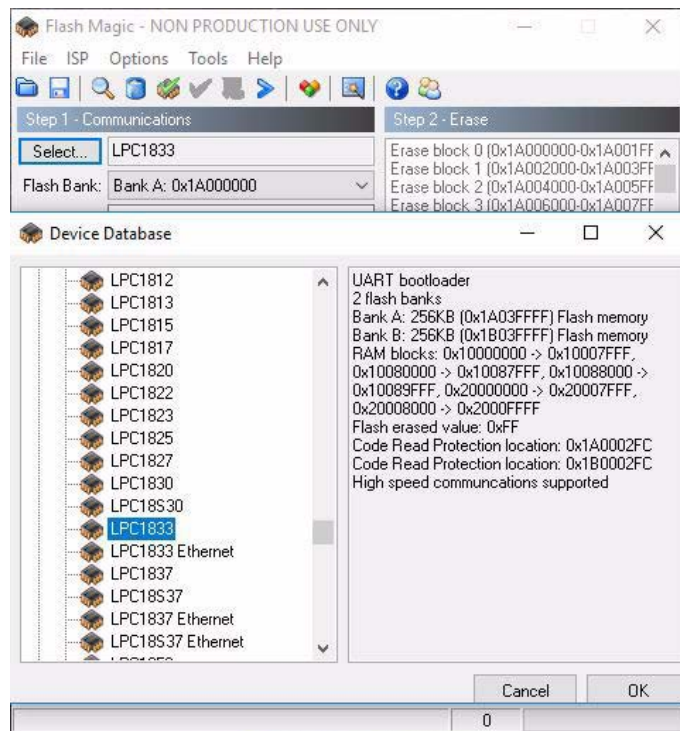 Flash Magic - NON PRODUCTION USE ONLY
File ISP Options Tools Help
Step 1 - Communications
Select... LPC1833
Flash Bank: Bank A: 0x1A000000
Step 2 - Erase
Erase block 0 (0x1A000000-0x1A001FF
Erase block 1 (0x1A002000-0x1A003FF
Erase block 2 (0x1A004000-0x1A005FF
Erase block 3 (0x1A006000-0x1A007FF
Device Database
LPC1812
LPC1813
LPC1815
LPC1817
LPC1820
LPC1822
LPC1823
LPC1825
LPC1827
LPC1830
LPC18S30
LPC1833
LPC1833 Ethernet
LPC1837
LPC18S37
LPC1837 Ethernet
LPC18S37 Ethernet
UART bootloader
2 flash banks
Bank A: 256KB (0x1A03FFFF) Flash memory
Bank B: 256KB (0x1B03FFFF) Flash memory
RAM blocks: 0x10000000 -> 0x10007FFF,
0x10080000 -> 0x10087FFF, 0x10088000 ->
0x10089FFF, 0x20000000 -> 0x20007FFF,
0x20008000 -> 0x2000FFFF
Flash erased value: 0xFF
Code Read Protection location: 0x1A0002FC
Code Read Protection location: 0x1B0002FC
High speed communcations supported
Cancel OK
0